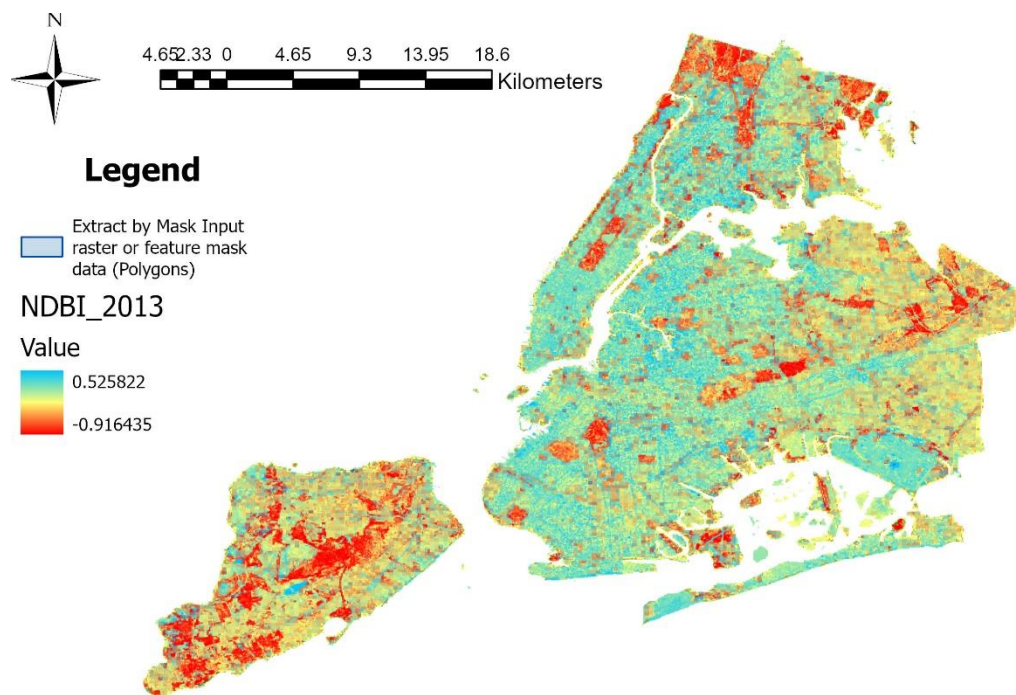 N
4.65 2.33 0 4.65 9.3 13.95 18.6
Kilometers
Legend
Extract by Mask Input
raster or feature mask
data (Polygons)
NDBI_2013
Value
0.525822
-0.916435